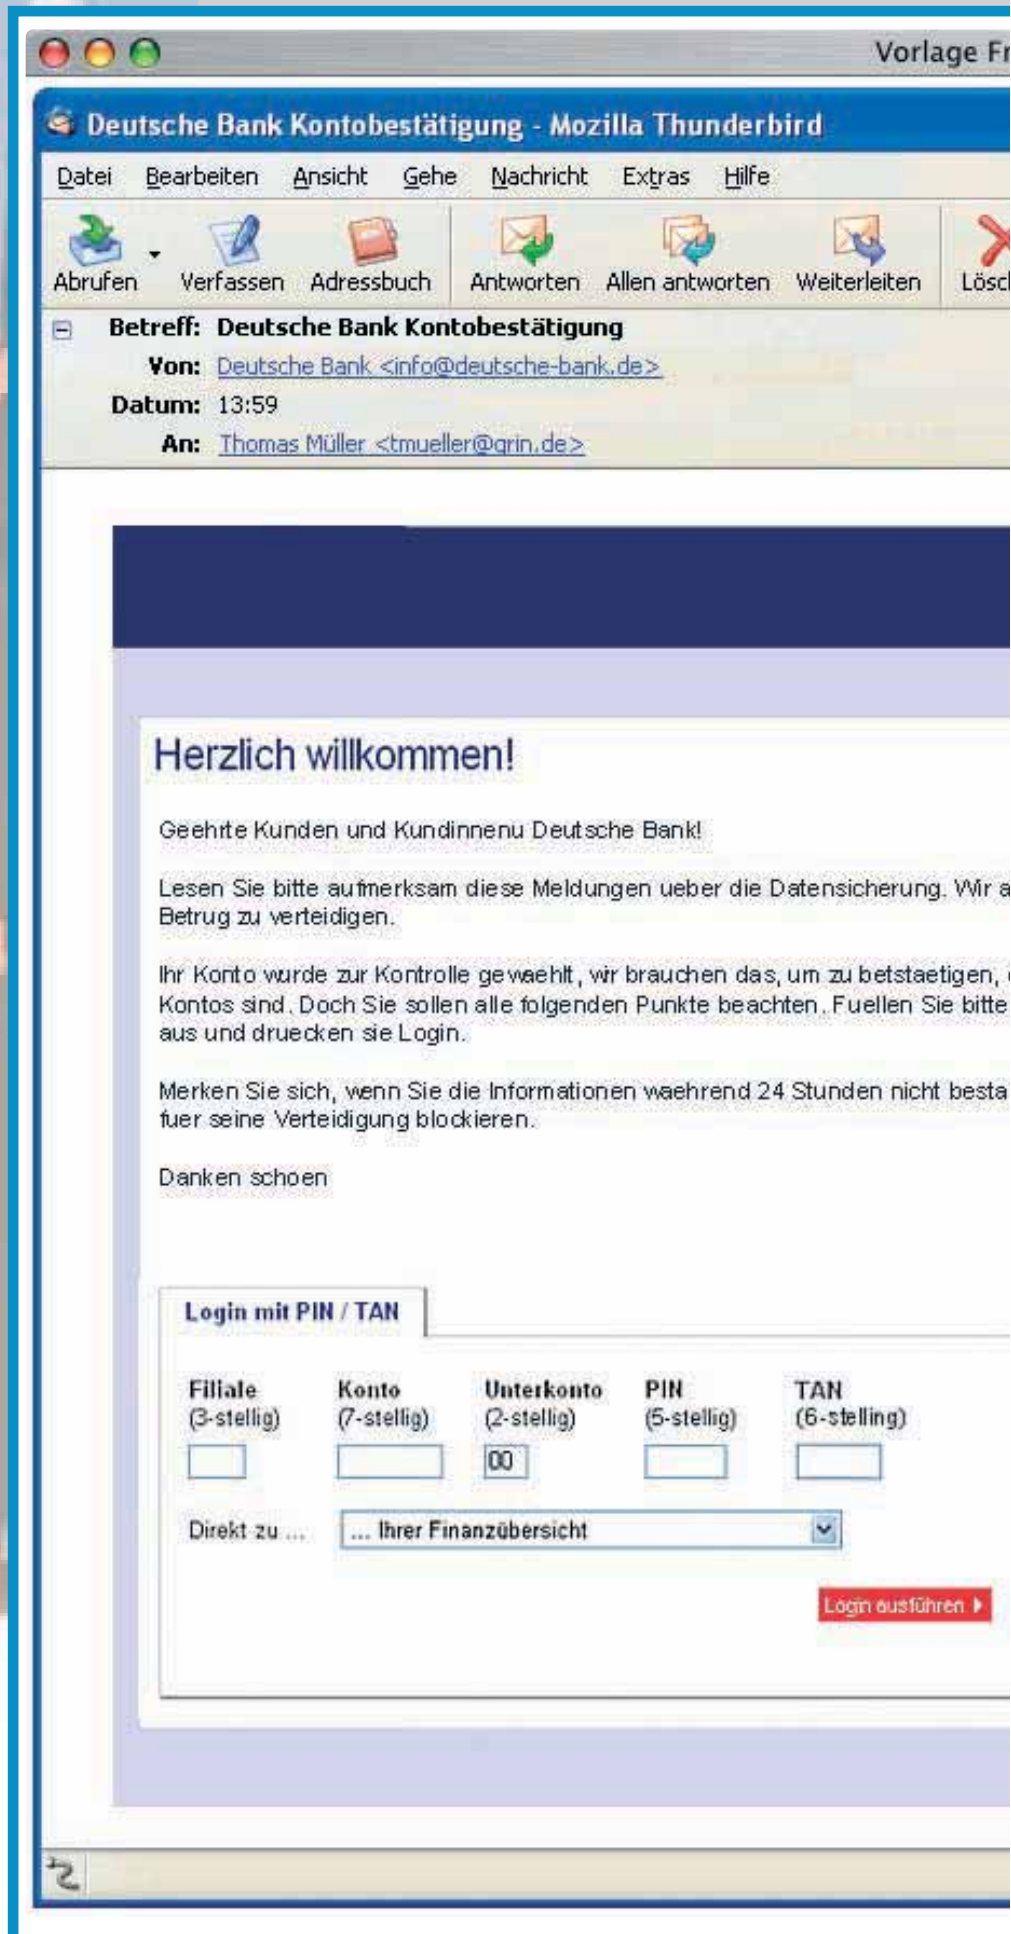 Vorlage Fr
Deutsche Bank Kontobestätigung - Mozilla Thunderbird
Datei Bearbeiten Ansicht Gehe Nachricht Extras Hilfe
Abrufen Verfassen Adressbuch Antworten Allen antworten Weiterleiten Lösch
Betreff: Deutsche Bank Kontobestätigung
Von: Deutsche Bank <info@deutsche-bank.de>
Datum: 13:59
An: Thomas Müller <tmueller@grin.de>
Herzlich willkommen!
Geehrte Kunden und Kundinnenu Deutsche Bank!
Lesen Sie bitte aufmerksam diese Meldungen ueber die Datensicherung. Wir a
Betrug zu verteidigen.
Ihr Konto wurde zur Kontrolle gewaehlt, wir brauchen das, um zu betstaetigen,
Kontos sind. Doch Sie sollen alle folgenden Punkte beachten. Fuellen Sie bitte
aus und druecken sie Login.
Merken Sie sich, wenn Sie die Informationen waehrend 24 Stunden nicht besta
fuer seine Verteidigung blockieren.
Danken schoen
Login mit PIN / TAN
Filiale Konto Unterkonto PIN TAN
(3-stellig) (7-stellig) (2-stellig) (5-stellig) (6-stelling)
00
Direkt zu ... ... Ihrer Finanzübersicht
Login ausführen